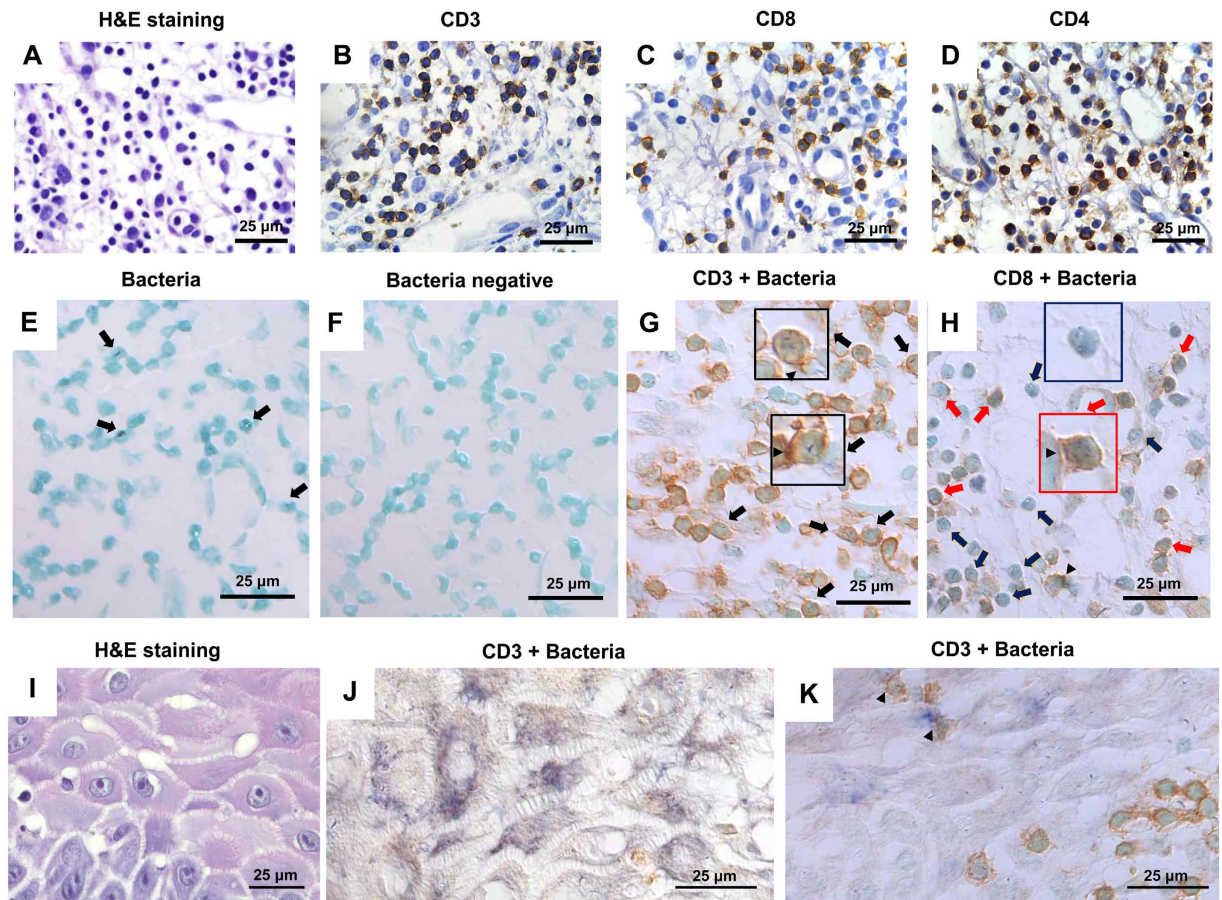 H&E staining
CD3
CD8
CD4
A
B
C
D
25 µm
25 µm
25 µm
25 µm
Bacteria
Bacteria negative
CD3 + Bacteria
CD8 + Bacteria
E
F
G
H
25 µm
25 µm
25 µm
25 µm
H&E staining
CD3 + Bacteria
CD3 + Bacteria
I
J
K
25 µm
25 µm
25 µm